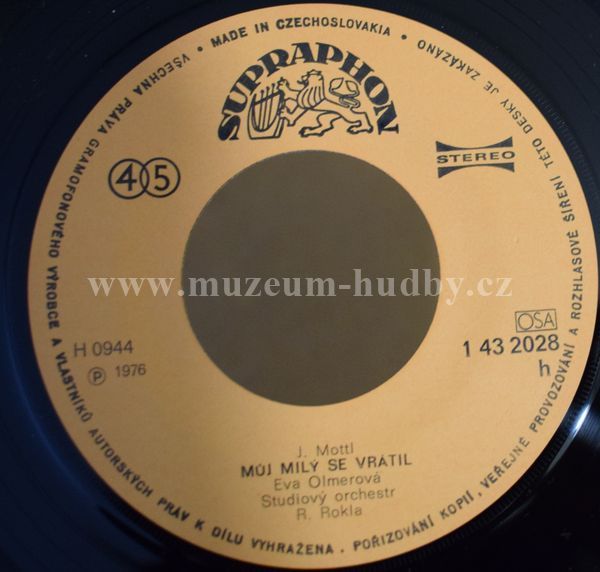 VŠECHNA PRÁVA GRAMOFONOVÉHO VÝROBCE A VLASTNÍKŮ AUTORSKÝCH PRÁV K DÍLU VYHRAŽENA. POŘIZOVÁNÍ KOPIÍ, VEŘEJNÉ PROVOZOVÁNÍ A ROZHLASOVÉ ŠÍŘENÍ TÉTO DESKY JE ZAKÁZÁNO • MADE IN CZECHOSLOVAKIA •
SUPRAPHON
45
STEREO
www.muzeum-hudby.cz
H 0944
Ⓟ 1976
OSA
1 43 2028
h
J. Mottl
MŮJ MILÝ SE VRÁTIL
Eva Olmerová
Studiový orchestr
R. Rokla